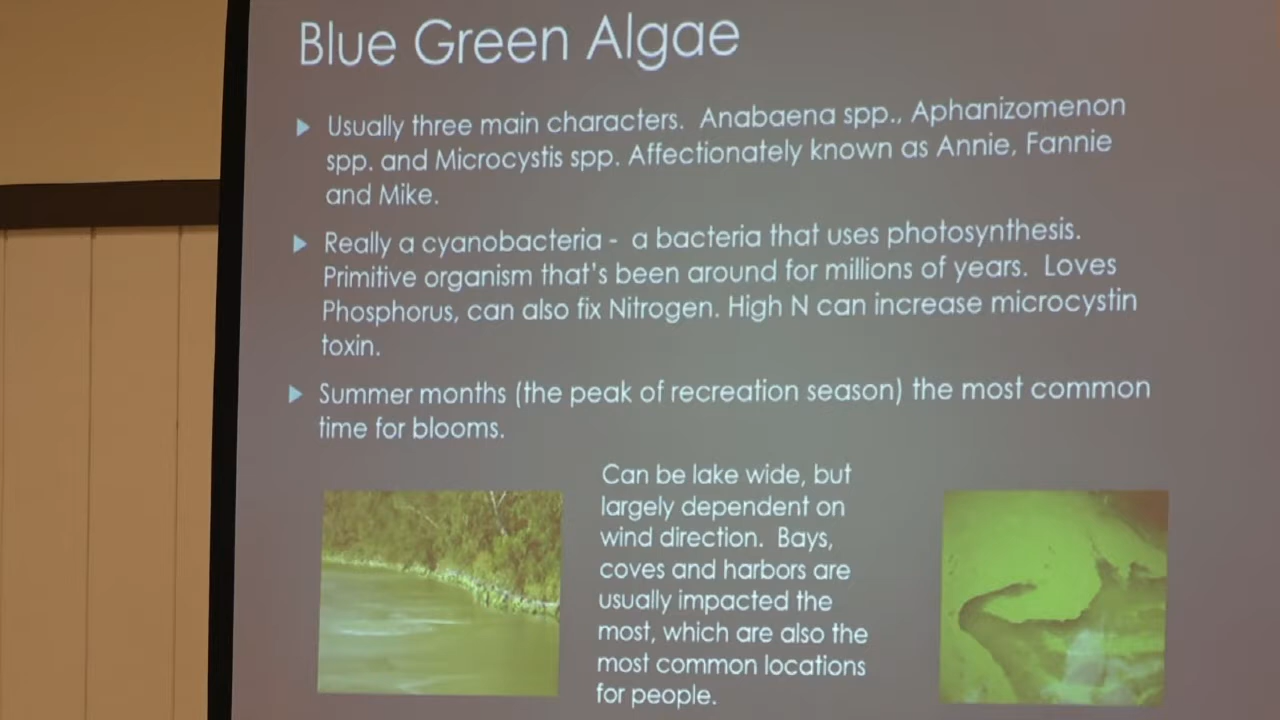 Blue Green Algae
Usually three main characters. Anabaena spp., Aphanizomenon
spp. and Microcystis spp. Affectionately known as Annie, Fannie
and Mike.
Really a cyanobacteria - a bacteria that uses photosynthesis.
Primitive organism that's been around for millions of years. Loves
Phosphorus, can also fix Nitrogen. High N can increase microcystin
toxin.
Summer months (the peak of recreation season) the most common
time for blooms.
Can be lake wide, but
largely dependent on
wind direction. Bays,
coves and harbors are
usually impacted the
most, which are also the
most common locations
for people.